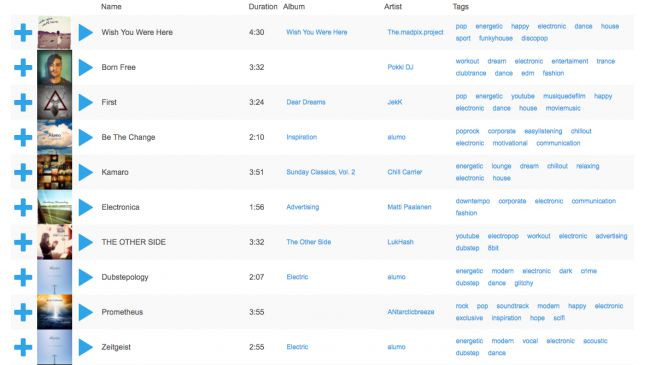 Name Duration Album Artist Tags
Wish You Were Here 4:30 Wish You Were Here The.madpix.project pop energetic happy electronic dance house
sport funkyhouse discopop
Born Free 3:32 Pokki DJ workout dream electronic entertaiment trance
clubtrance dance edm fashion
First 3:24 Dear Dreams JekK pop energetic youtube musiquedefilm happy
electronic dance house moviemusic
Be The Change 2:10 Inspiration alumo poprock corporate easylistening chillout
electronic motivational communication
Kamaro 3:51 Sunday Classics, Vol. 2 Chill Carrier energetic lounge dream chillout relaxing
electronic house
Electronica 1:56 Advertising Matti Paalanen downtempo corporate electronic communication
fashion
THE OTHER SIDE 3:32 The Other Side LukHash youtube electropop workout electronic advertising
dubstep 8bit
Dubstepology 2:07 Electric alumo energetic modern electronic dark crime
dubstep dance glitchy
Prometheus 3:55 ANtarcticbreeze rock pop soundtrack modern happy electronic
exclusive inspiration hope scifi
Zeitgeist 2:55 Electric alumo energetic modern vocal electronic acoustic
dubstep dance